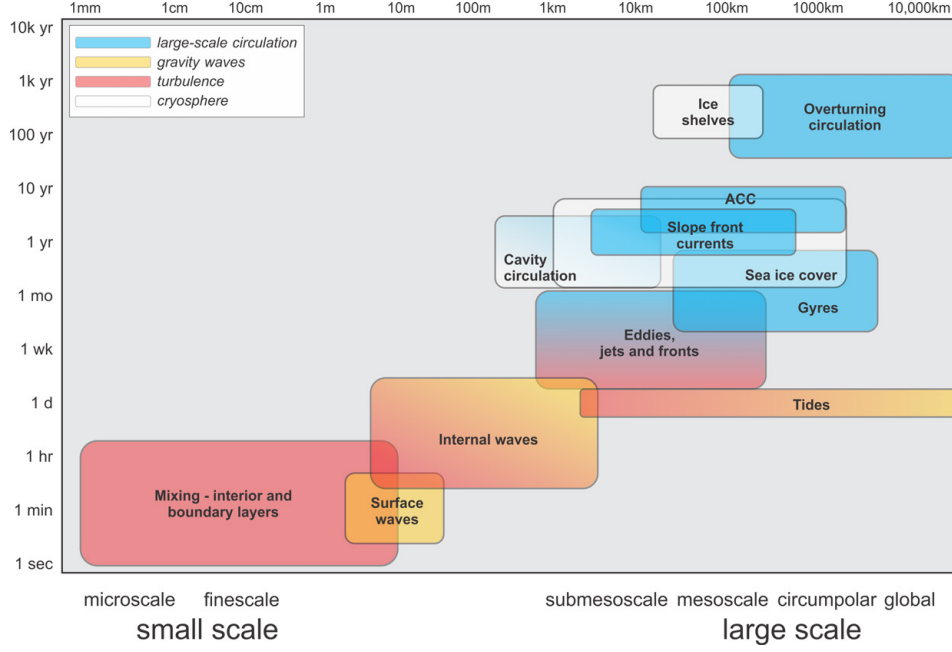 1mm 1cm 10cm 1m 10m 100m 1km 10km 100km 1000km 10,000km
10k yr
1k yr
100 yr
10 yr
1 yr
1 mo
1 wk
1 d
1 hr
1 min
1 sec
large-scale circulation
gravity waves
turbulence
cryosphere
Ice
shelves
Overturning
circulation
ACC
Slope front
currents
Cavity
circulation
Sea ice cover
Gyres
Eddies,
jets and fronts
Tides
Internal waves
Mixing - interior and
boundary layers
Surface
waves
microscale finescale submesoscale mesoscale circumpolar global
small scale large scale